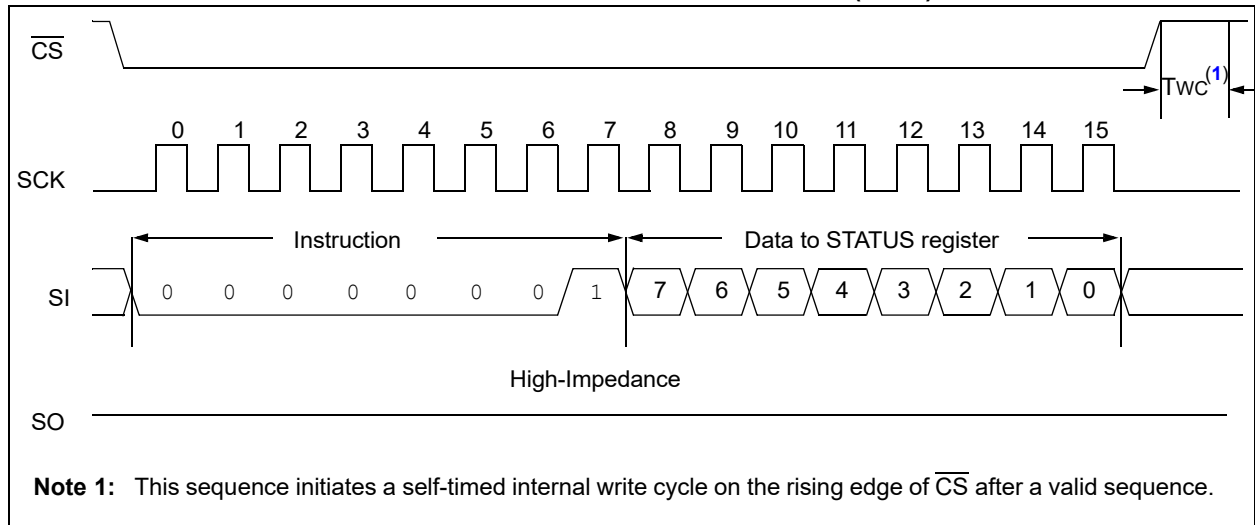 CS
TWC(1)
0 1 2 3 4 5 6 7 8 9 10 11 12 13 14 15
SCK
Instruction Data to STATUS register
SI 0 0 0 0 0 0 0 1 7 6 5 4 3 2 1 0
High-Impedance
SO
Note 1: This sequence initiates a self-timed internal write cycle on the rising edge of CS after a valid sequence.